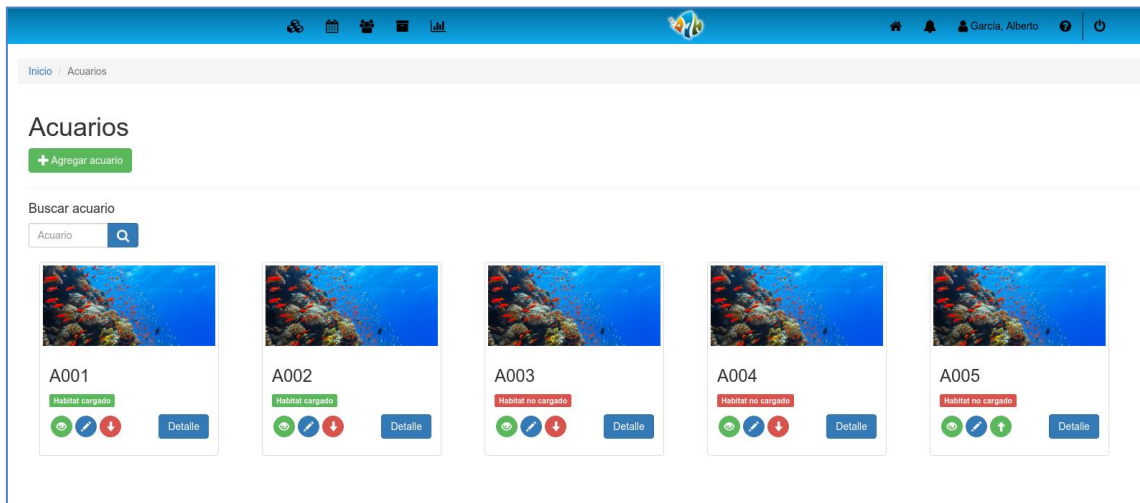 García, Alberto
Inicio / Acuarios
Acuarios
Agregar acuario
Buscar acuario
Acuario
A001
Habitat cargado
Detalle
A002
Habitat cargado
Detalle
A003
Habitat no cargado
Detalle
A004
Habitat no cargado
Detalle
A005
Habitat no cargado
Detalle